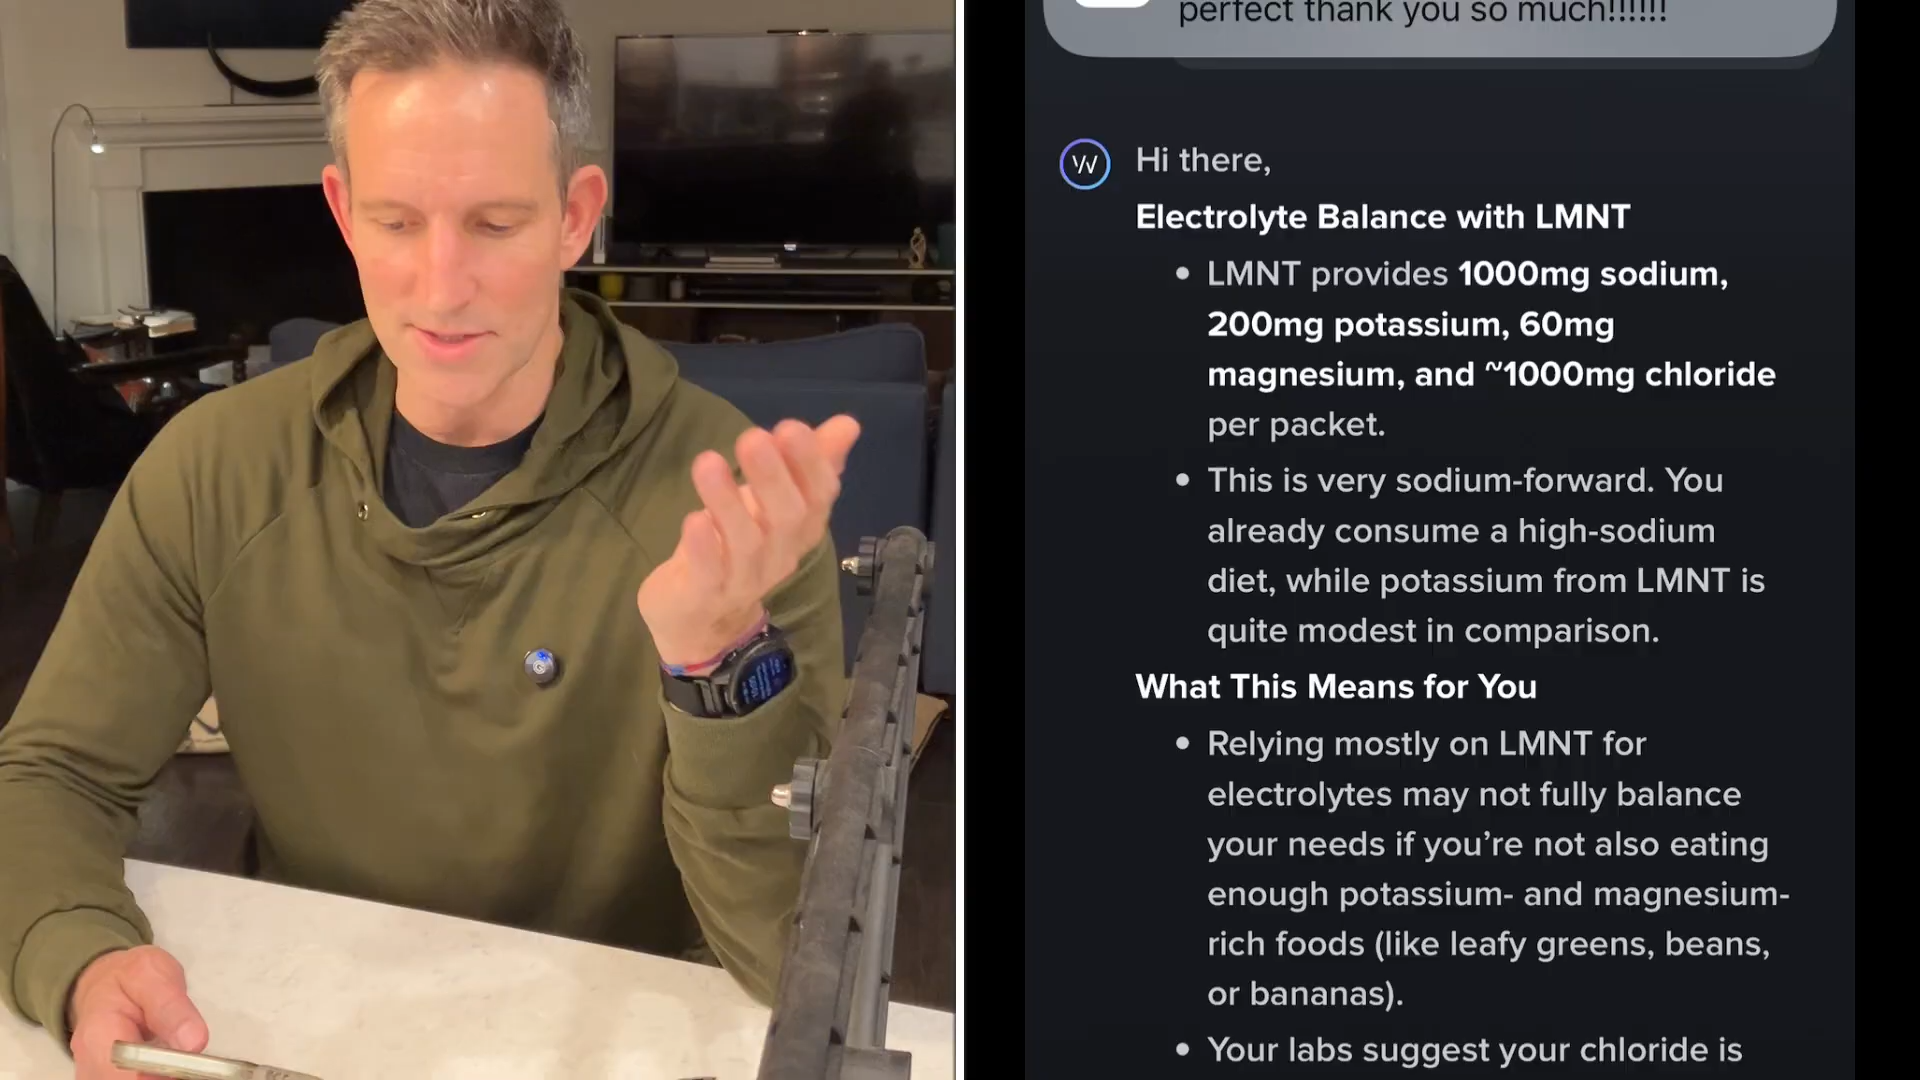 perfect thank you so much!!!!!!
W
Hi there,
Electrolyte Balance with LMNT
• LMNT provides 1000mg sodium,
200mg potassium, 60mg
magnesium, and ~1000mg chloride
per packet.
• This is very sodium-forward. You
already consume a high-sodium
diet, while potassium from LMNT is
quite modest in comparison.
What This Means for You
• Relying mostly on LMNT for
electrolytes may not fully balance
your needs if you’re not also eating
enough potassium- and magnesium-
rich foods (like leafy greens, beans,
or bananas).
• Your labs suggest your chloride is